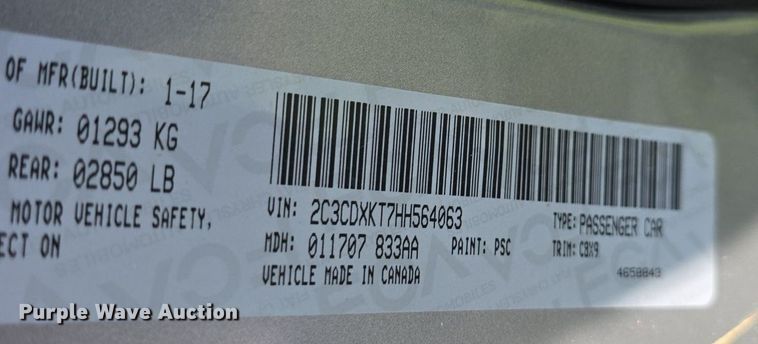 OF MFR(BUILT): 1-17
GAWR: 01293 KG
REAR: 02850 LB
MOTOR VEHICLE SAFETY,
ECT ON
VIN: 2C3CDXKT7HH564063
TYPE: PASSENGER CAR
MDH: 011707 833AA
PAINT: PSC
TRIM: CBX9
VEHICLE MADE IN CANADA
4658843
Purple Wave Auction